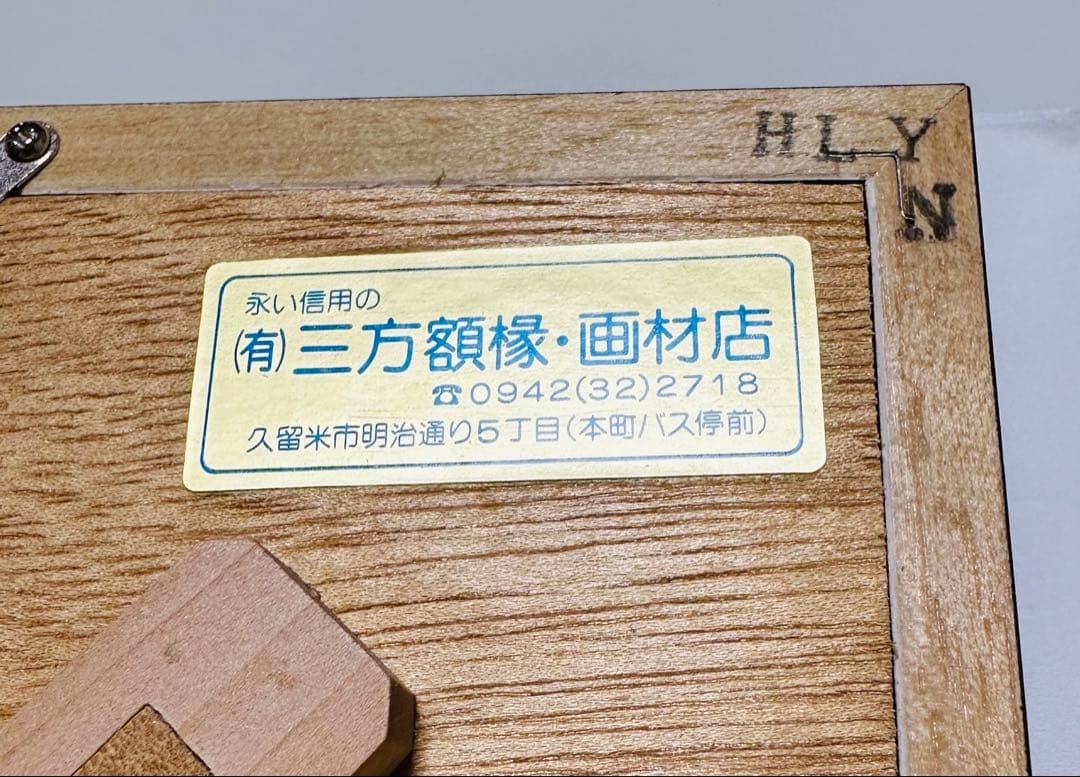 HLY
N
永い信用の
(有)三方額椽・画材店
☎0942(32)2718
久留米市明治通り5丁目(本町バス停前)